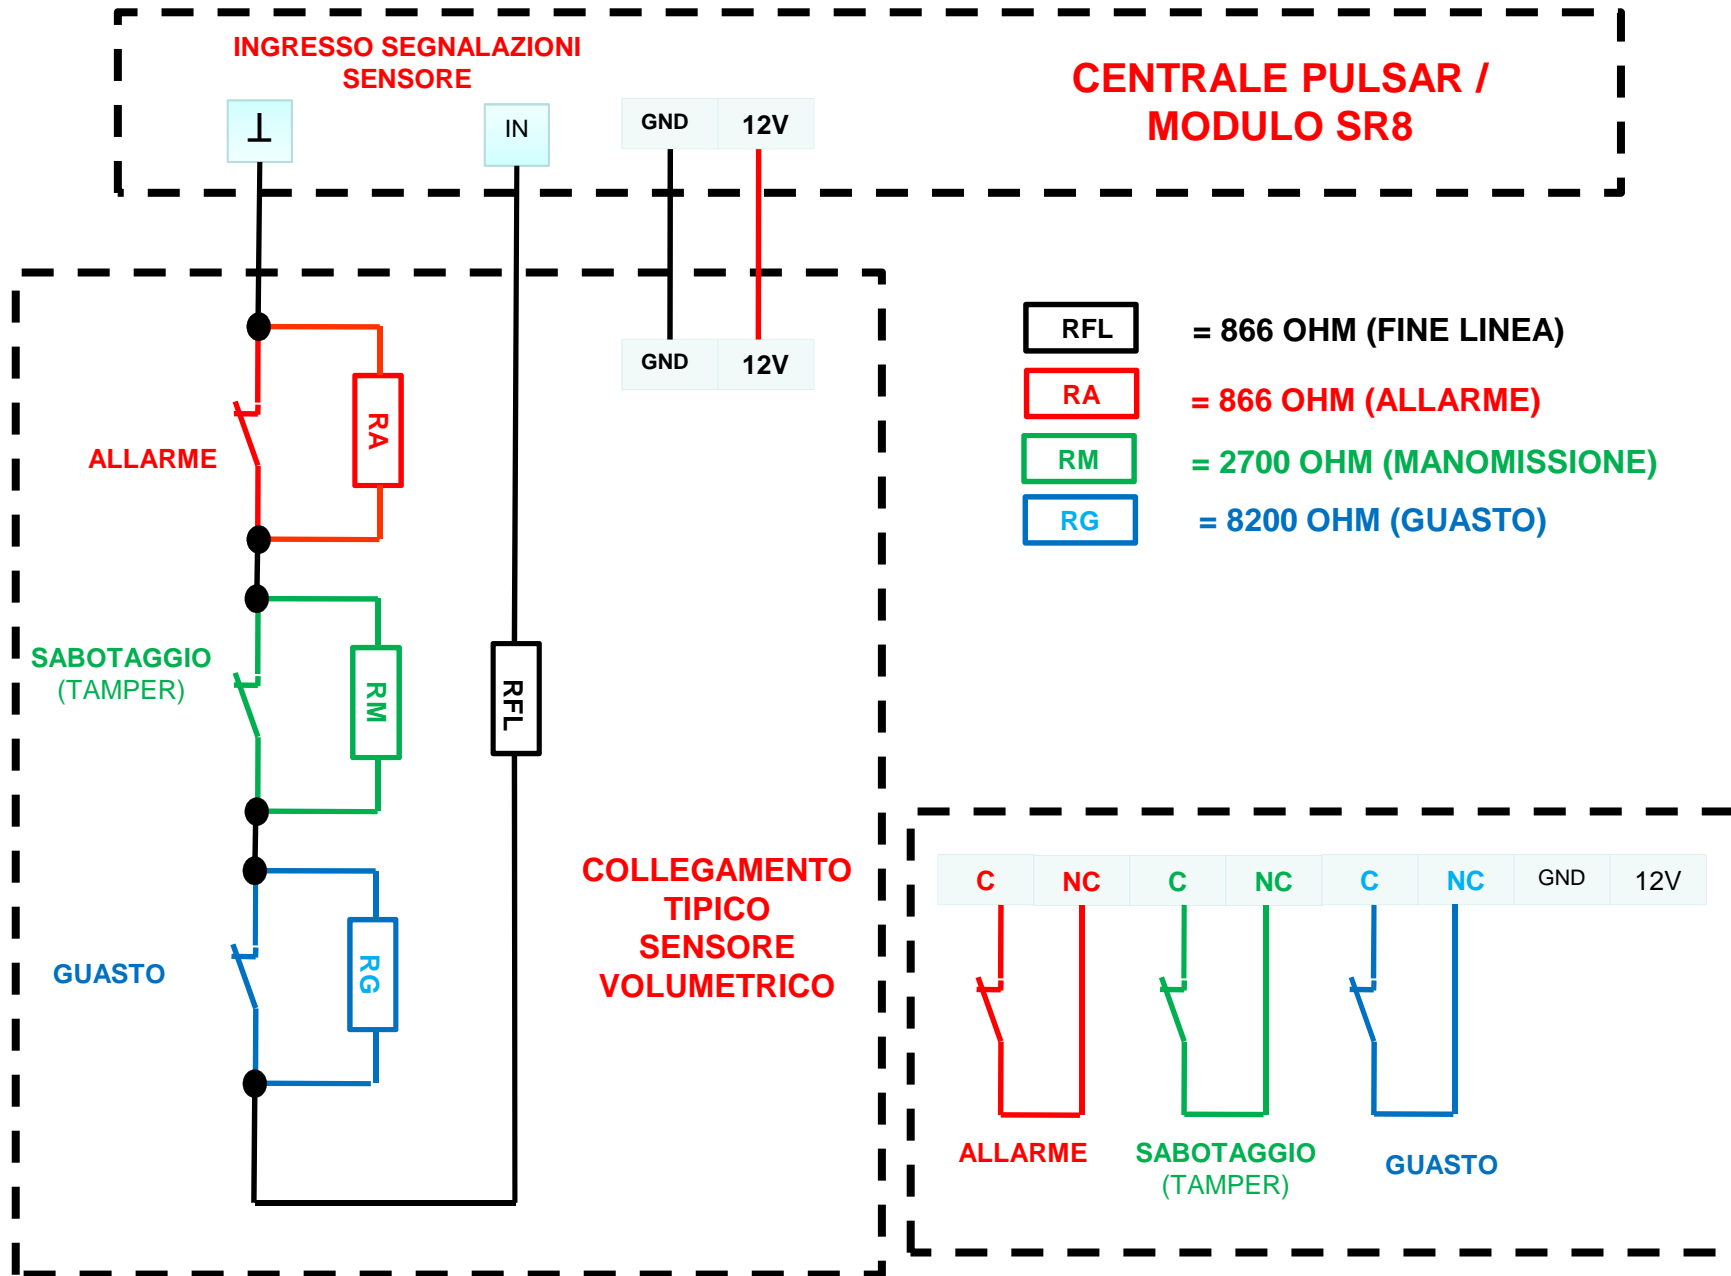 INGRESSO SEGNALAZIONI
SENSORE
CENTRALE PULSAR /
MODULO SR8
⊥
IN
GND 12V
GND 12V
RFL = 866 OHM (FINE LINEA)
RA = 866 OHM (ALLARME)
RM = 2700 OHM (MANOMISSIONE)
RG = 8200 OHM (GUASTO)
ALLARME
RA
SABOTAGGIO
(TAMPER)
RM
RFL
GUASTO
RG
COLLEGAMENTO
TIPICO
SENSORE
VOLUMETRICO
C NC C NC C NC GND 12V
ALLARME
SABOTAGGIO
(TAMPER)
GUASTO